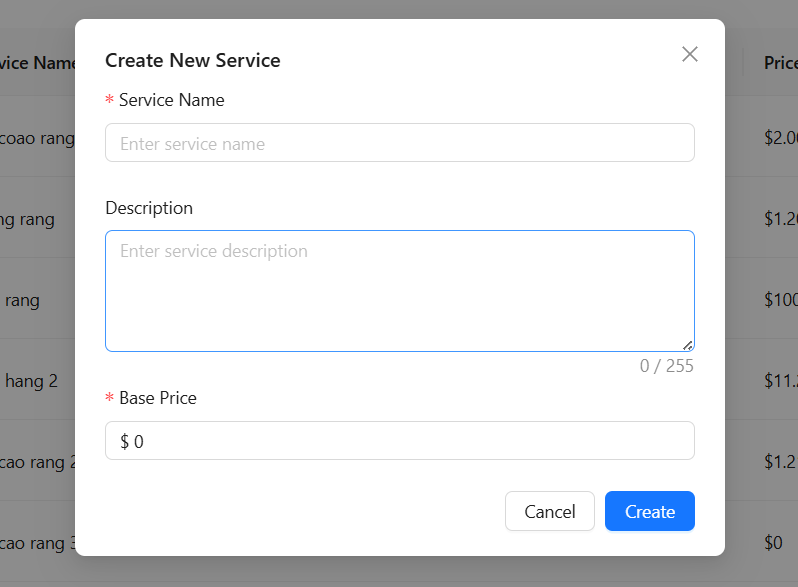 Create New Service
* Service Name
Enter service name
Description
Enter service description
0 / 255
* Base Price
$ 0
Cancel
Create
vice Name
Price
coao rang
$2.00
ng rang
$1.20
rang
$100
hang 2
$11.2
cao rang 2
$1.2
cao rang 3
$0